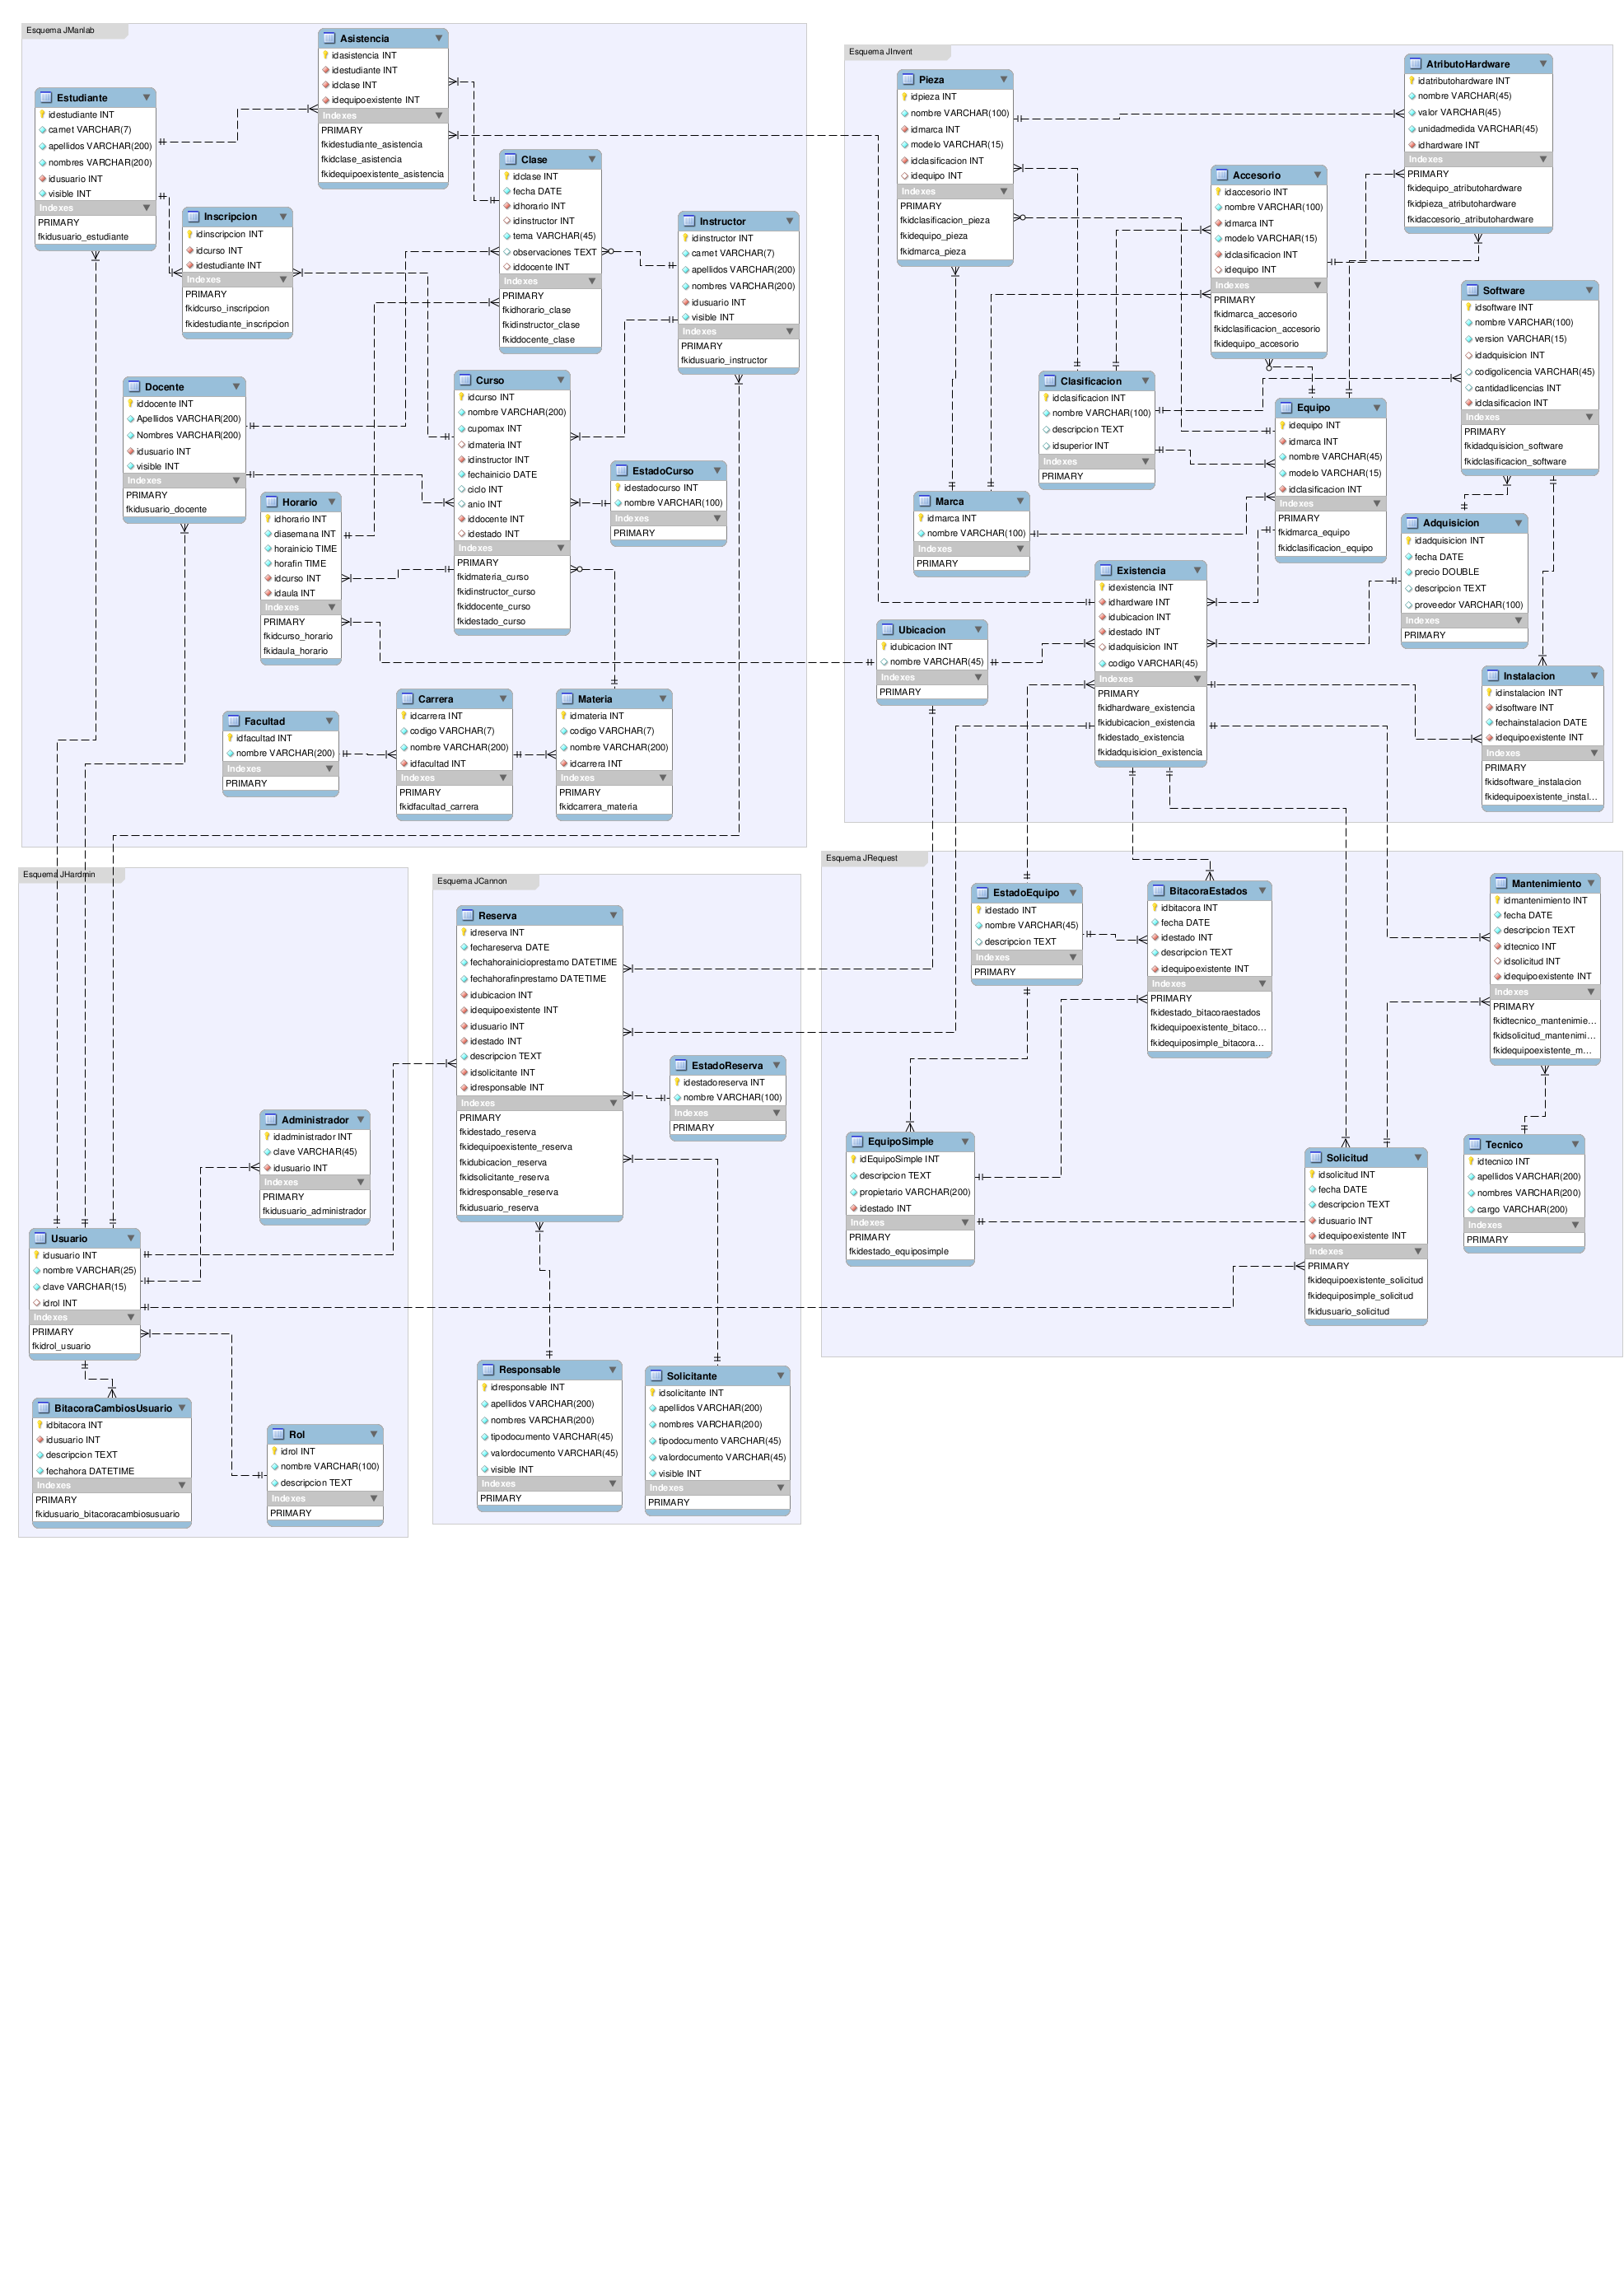 Esquema JManlab
Asistencia
idasistencia INT
idestudiante INT
idclase INT
idequipoexistente INT
Indexes
PRIMARY
fkidestudiante_asistencia
fkidclase_asistencia
fkidequipoexistente_asistencia
Estudiante
idestudiante INT
carnet VARCHAR(7)
apellidos VARCHAR(200)
nombres VARCHAR(200)
idusuario INT
visible INT
Indexes
PRIMARY
fkidusuario_estudiante
Inscripcion
idinscripcion INT
idcurso INT
idestudiante INT
Indexes
PRIMARY
fkidcurso_inscripcion
fkidestudiante_inscripcion
Clase
idclase INT
fecha DATE
idhorario INT
idinstructor INT
tema VARCHAR(45)
observaciones TEXT
iddocente INT
Indexes
PRIMARY
fkidhorario_clase
fkidinstructor_clase
fkiddocente_clase
Instructor
idinstructor INT
carnet VARCHAR(7)
apellidos VARCHAR(200)
nombres VARCHAR(200)
idusuario INT
visible INT
Indexes
PRIMARY
fkidusuario_instructor
Docente
iddocente INT
Apellidos VARCHAR(200)
Nombres VARCHAR(200)
idusuario INT
visible INT
Indexes
PRIMARY
fkidusuario_docente
Curso
idcurso INT
nombre VARCHAR(200)
cupomax INT
idmateria INT
idinstructor INT
fechainicio DATE
ciclo INT
anio INT
iddocente INT
idestado INT
Indexes
PRIMARY
fkidmateria_curso
fkidinstructor_curso
fkiddocente_curso
fkidestado_curso
EstadoCurso
idestadocurso INT
nombre VARCHAR(100)
Indexes
PRIMARY
Horario
idhorario INT
diasemana INT
horainicio TIME
horafin TIME
idcurso INT
idaula INT
Indexes
PRIMARY
fkidcurso_horario
fkidaula_horario
Facultad
idfacultad INT
nombre VARCHAR(200)
Indexes
PRIMARY
Carrera
idcarrera INT
codigo VARCHAR(7)
nombre VARCHAR(200)
idfacultad INT
Indexes
PRIMARY
fkidfacultad_carrera
Materia
idmateria INT
codigo VARCHAR(7)
nombre VARCHAR(200)
idcarrera INT
Indexes
PRIMARY
fkidcarrera_materia
Esquema JInvent
Pieza
idpieza INT
nombre VARCHAR(100)
idmarca INT
modelo VARCHAR(15)
idclasificacion INT
idequipo INT
Indexes
PRIMARY
fkidclasificacion_pieza
fkidequipo_pieza
fkidmarca_pieza
AtributoHardware
idatributohardware INT
nombre VARCHAR(45)
valor VARCHAR(45)
unidadmedida VARCHAR(45)
idhardware INT
Indexes
PRIMARY
fkidequipo_atributohardware
fkidpieza_atributohardware
fkidaccesorio_atributohardware
Accesorio
idaccesorio INT
nombre VARCHAR(100)
idmarca INT
modelo VARCHAR(15)
idclasificacion INT
idequipo INT
Indexes
PRIMARY
fkidmarca_accesorio
fkidclasificacion_accesorio
fkidequipo_accesorio
Software
idsoftware INT
nombre VARCHAR(100)
version VARCHAR(15)
idadquisicion INT
codigolicencia VARCHAR(45)
cantidadlicencias INT
idclasificacion INT
Indexes
PRIMARY
fkidadquisicion_software
fkidclasificacion_software
Clasificacion
idclasificacion INT
nombre VARCHAR(100)
descripcion TEXT
idsuperior INT
Indexes
PRIMARY
Equipo
idequipo INT
idmarca INT
nombre VARCHAR(45)
modelo VARCHAR(15)
idclasificacion INT
Indexes
PRIMARY
fkidmarca_equipo
fkidclasificacion_equipo
Marca
idmarca INT
nombre VARCHAR(100)
Indexes
PRIMARY
Adquisicion
idadquisicion INT
fecha DATE
precio DOUBLE
descripcion TEXT
proveedor VARCHAR(100)
Indexes
PRIMARY
Existencia
idexistencia INT
idhardware INT
idubicacion INT
idestado INT
idadquisicion INT
codigo VARCHAR(45)
Indexes
PRIMARY
fkidhardware_existencia
fkidubicacion_existencia
fkidestado_existencia
fkidadquisicion_existencia
Ubicacion
idubicacion INT
nombre VARCHAR(45)
Indexes
PRIMARY
Instalacion
idinstalacion INT
idsoftware INT
fechainstalacion DATE
idequipoexistente INT
Indexes
PRIMARY
fkidsoftware_instalacion
fkidequipoexistente_instal...
Esquema JHardmin
Administrador
idadministrador INT
clave VARCHAR(45)
idusuario INT
Indexes
PRIMARY
fkidusuario_administrador
Usuario
idusuario INT
nombre VARCHAR(25)
clave VARCHAR(15)
idrol INT
Indexes
PRIMARY
fkidrol_usuario
BitacoraCambiosUsuario
idbitacora INT
idusuario INT
descripcion TEXT
fechahora DATETIME
Indexes
PRIMARY
fkidusuario_bitacoracambiosusuario
Rol
idrol INT
nombre VARCHAR(100)
descripcion TEXT
Indexes
PRIMARY
Esquema JCannon
Reserva
idreserva INT
fechareserva DATE
fechahorainicioprestamo DATETIME
fechahorafinprestamo DATETIME
idubicacion INT
idequipoexistente INT
idusuario INT
idestado INT
descripcion TEXT
idsolicitante INT
idresponsable INT
Indexes
PRIMARY
fkidestado_reserva
fkidequipoexistente_reserva
fkidubicacion_reserva
fkidsolicitante_reserva
fkidresponsable_reserva
fkidusuario_reserva
EstadoReserva
idestadoreserva INT
nombre VARCHAR(100)
Indexes
PRIMARY
Responsable
idresponsable INT
apellidos VARCHAR(200)
nombres VARCHAR(200)
tipodocumento VARCHAR(45)
valordocumento VARCHAR(45)
visible INT
Indexes
PRIMARY
Solicitante
idsolicitante INT
apellidos VARCHAR(200)
nombres VARCHAR(200)
tipodocumento VARCHAR(45)
valordocumento VARCHAR(45)
visible INT
Indexes
PRIMARY
Esquema JRequest
EstadoEquipo
idestado INT
nombre VARCHAR(45)
descripcion TEXT
Indexes
PRIMARY
BitacoraEstados
idbitacora INT
fecha DATE
idestado INT
descripcion TEXT
idequipoexistente INT
Indexes
PRIMARY
fkidestado_bitacoraestados
fkidequipoexistente_bitaco...
fkidequiposimple_bitacora...
Mantenimiento
idmantenimiento INT
fecha DATE
descripcion TEXT
idtecnico INT
idsolicitud INT
idequipoexistente INT
Indexes
PRIMARY
fkidtecnico_mantenimie...
fkidsolicitud_mantenimi...
fkidequipoexistente_m...
EquipoSimple
idEquipoSimple INT
descripcion TEXT
propietario VARCHAR(200)
idestado INT
Indexes
PRIMARY
fkidestado_equiposimple
Solicitud
idsolicitud INT
fecha DATE
descripcion TEXT
idusuario INT
idequipoexistente INT
Indexes
PRIMARY
fkidequipoexistente_solicitud
fkidequiposimple_solicitud
fkidusuario_solicitud
Tecnico
idtecnico INT
apellidos VARCHAR(200)
nombres VARCHAR(200)
cargo VARCHAR(200)
Indexes
PRIMARY